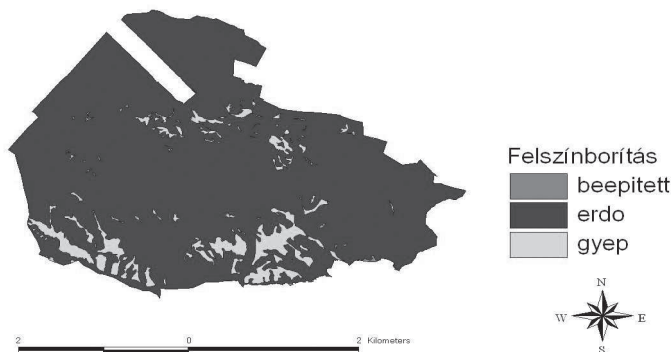 Felszínborítás
beepitett
erdo
gyep
N
W E
S
2 0 2 Kilometers